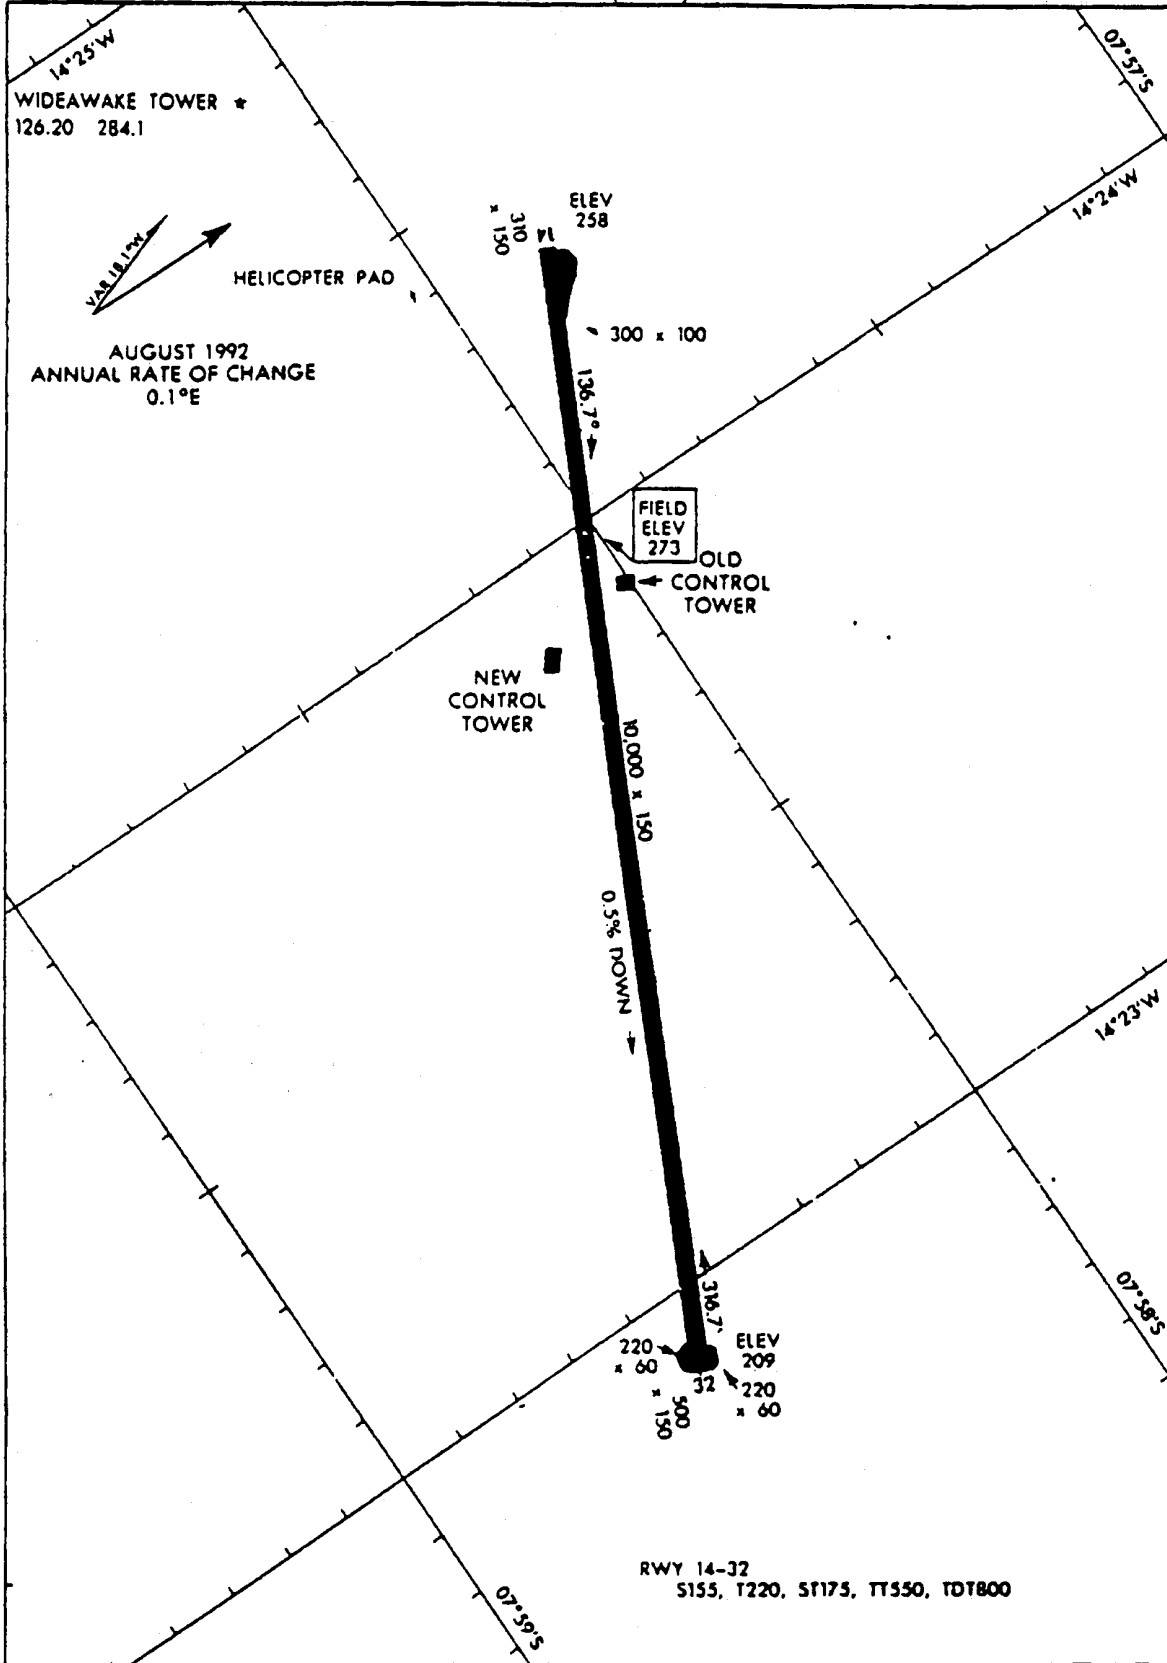 14°25'W
07°57'S
WIDEAWAKE TOWER *
126.20 284.1
14°24'W
ELEV
258
310
x 150
14
VAR 18.1°W
HELICOPTER PAD
300 x 100
AUGUST 1992
ANNUAL RATE OF CHANGE
0.1°E
136.7°
FIELD
ELEV
273
OLD
CONTROL
TOWER
NEW
CONTROL
TOWER
10,000 x 150
0.5% DOWN
14°23'W
07°58'S
316.7°
220
x 60
ELEV
209
32
220
x 60
500
x 150
RWY 14-32
S155, T220, ST175, TT550, TDT800
07°59'S